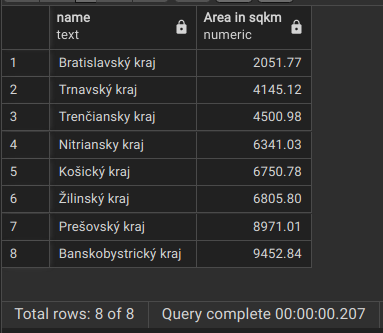 name Area in sqkm
text numeric
1 Bratislavský kraj 2051.77
2 Trnavský kraj 4145.12
3 Trenčiansky kraj 4500.98
4 Nitriansky kraj 6341.03
5 Košický kraj 6750.78
6 Žilinský kraj 6805.80
7 Prešovský kraj 8971.01
8 Banskobystrický kraj 9452.84
Total rows: 8 of 8 Query complete 00:00:00.207